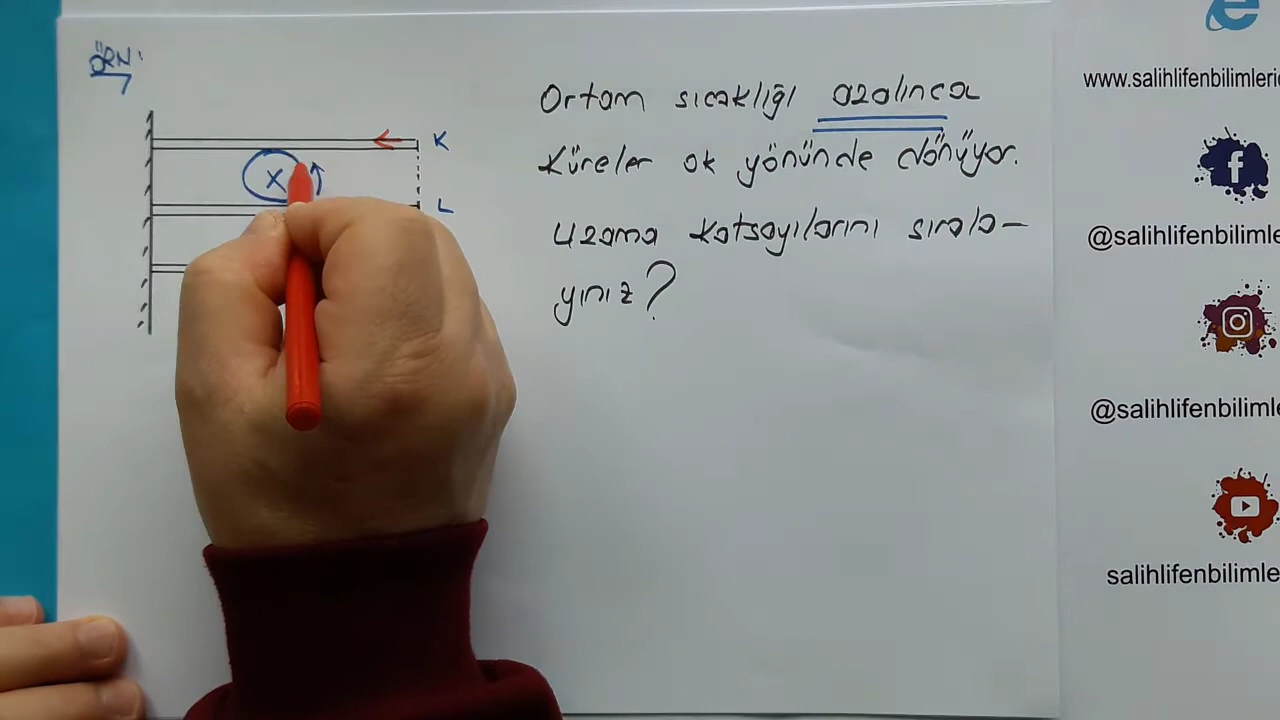 ÖRN:
K
X
L
Ortam sıcaklığı azalınca
Küreler ok yönünde dönüyor.
Uzama katsayılarını sırala-
yınız?
www.salihlifenbilimleri
@salihlifenbilimle
@salihlifenbilimle
salihlifenbilimle